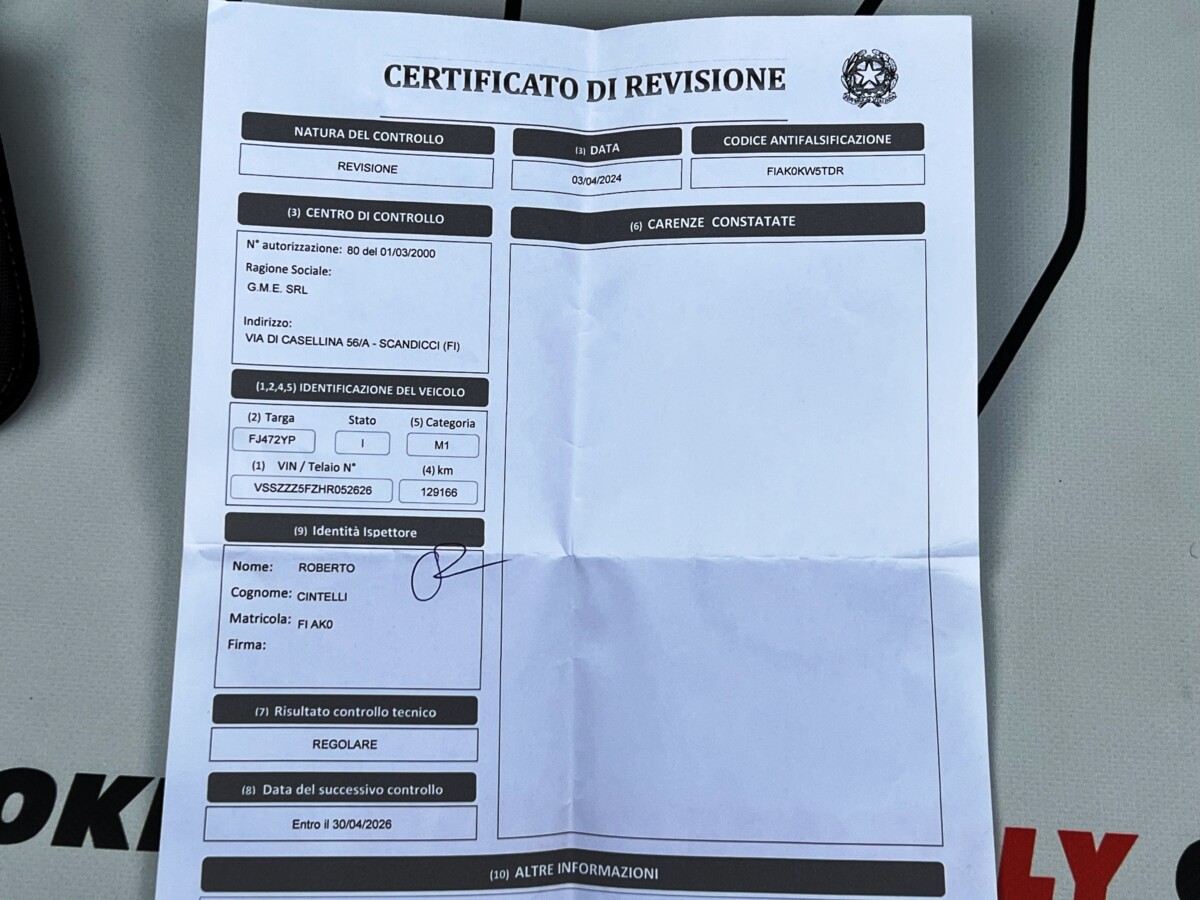 CERTIFICATO DI REVISIONE
NATURA DEL CONTROLLO
REVISIONE
(3) DATA
03/04/2024
CODICE ANTIFALSIFICAZIONE
FIAK0KW5TDR
(3) CENTRO DI CONTROLLO
N° autorizzazione: 80 del 01/03/2000
Ragione Sociale:
G.M.E. SRL
Indirizzo:
VIA DI CASELLINA 56/A - SCANDICCI (FI)
(6) CARENZE CONSTATATE
(1,2,4,5) IDENTIFICAZIONE DEL VEICOLO
(2) Targa Stato (5) Categoria
FJ472YP I M1
(1) VIN / Telaio N° (4) km
VSSZZZ5FZHR052626 129166
(9) Identità Ispettore
Nome: ROBERTO
Cognome: CINTELLI
Matricola: FI AK0
Firma:
(7) Risultato controllo tecnico
REGOLARE
(8) Data del successivo controllo
Entro il 30/04/2026
(10) ALTRE INFORMAZIONI
OK
LY